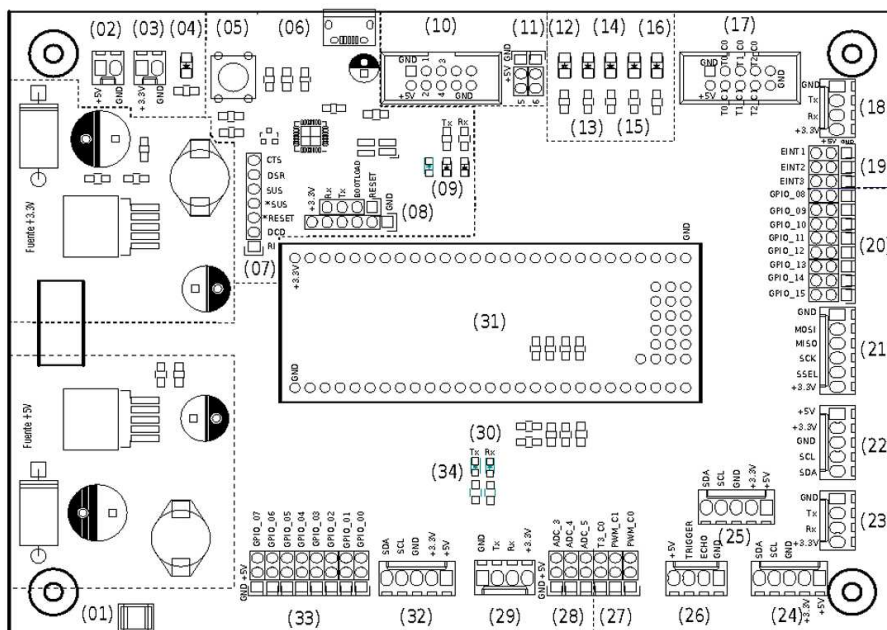 (02)
(03)
(04)
(05)
(06)
(10)
(11)
(12)
(14)
(16)
(17)
+5V
GND
+3.3V
GND
GND
1
3
+5V
2
4
GND
GND
+5V
5
6
GND
T0_C0
T1_C0
T2_C0
+5V
T0_C
T1_C
T2_C
GND
(13)
(15)
GND
Tx
Rx
+3.3V
(18)
Fuente +3.3V
CTS
DSR
SUS
*SUS
*RESET
DCD
RI
(07)
Tx
Rx
(09)
+3.3V
Rx
Tx
BOOTLOAD
RESET
GND
(08)
+5V
GND
EINT1
EINT2
EINT3
(19)
GPIO_08
GPIO_09
GPIO_10
GPIO_11
GPIO_12
GPIO_13
GPIO_14
GPIO_15
(20)
+3.3V
GND
GND
(31)
GND
MOSI
MISO
SCK
SSEL
+3.3V
(21)
Fuente +5V
+5V
+3.3V
GND
SCL
SDA
(22)
(30)
Tx
Rx
(34)
SDA
SCL
GND
+3.3V
+5V
(25)
GND
Tx
Rx
+3.3V
(23)
GPIO_07
GPIO_06
GPIO_05
GPIO_04
GPIO_03
GPIO_02
GPIO_01
GPIO_00
GND +5V
(33)
SDA
SCL
GND
+3.3V
+5V
(32)
GND
Tx
Rx
+3.3V
(29)
ADC_3
ADC_4
ADC_5
T3_C0
PWM_C1
PWM_C0
GND +5V
(28)
(27)
+5V
TRIGGER
ECHO
GND
(26)
SDA
SCL
GND
+3.3V
+5V
(24)
(01)